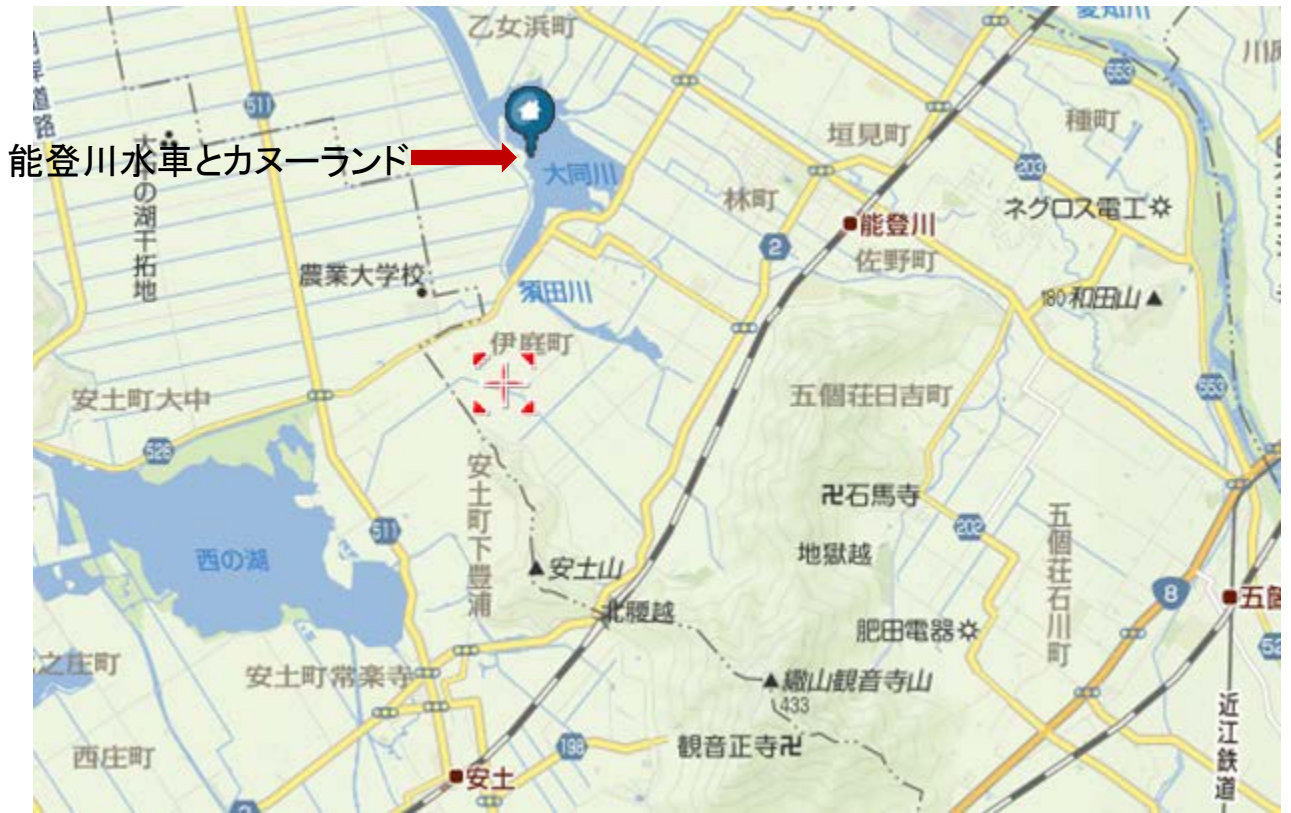 乙女浜町
愛知川
511
553
能登川水車とカヌーランド
大同川
垣見町
種町
203
林町
ネグロス電工
能登川
2
佐野町
農業大学校
須田川
180 和田山
伊庭町
安土町大中
五個荘日吉町
553
526
安土町下豊浦
卍石馬寺
511
202
五個荘石川町
西の湖
安土山
地獄越
8
北腰越
肥田電器
安土町常楽寺
繖山観音寺山
433
近江鉄道
西庄町
198
観音正寺卍
安土
2